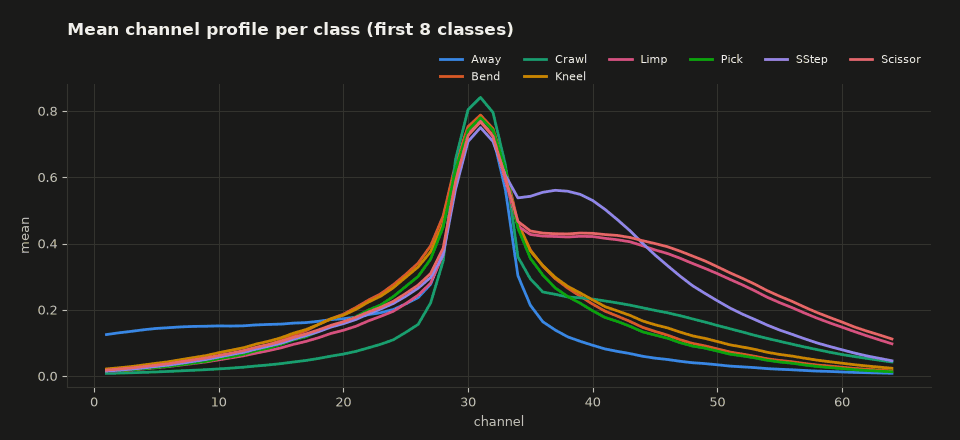 Mean channel profile per class (first 8 classes)
Away Crawl Limp Pick SStep Scissor
Bend Kneel
0.8
0.6
0.4
0.2
0.0
mean
0 10 20 30 40 50 60
channel